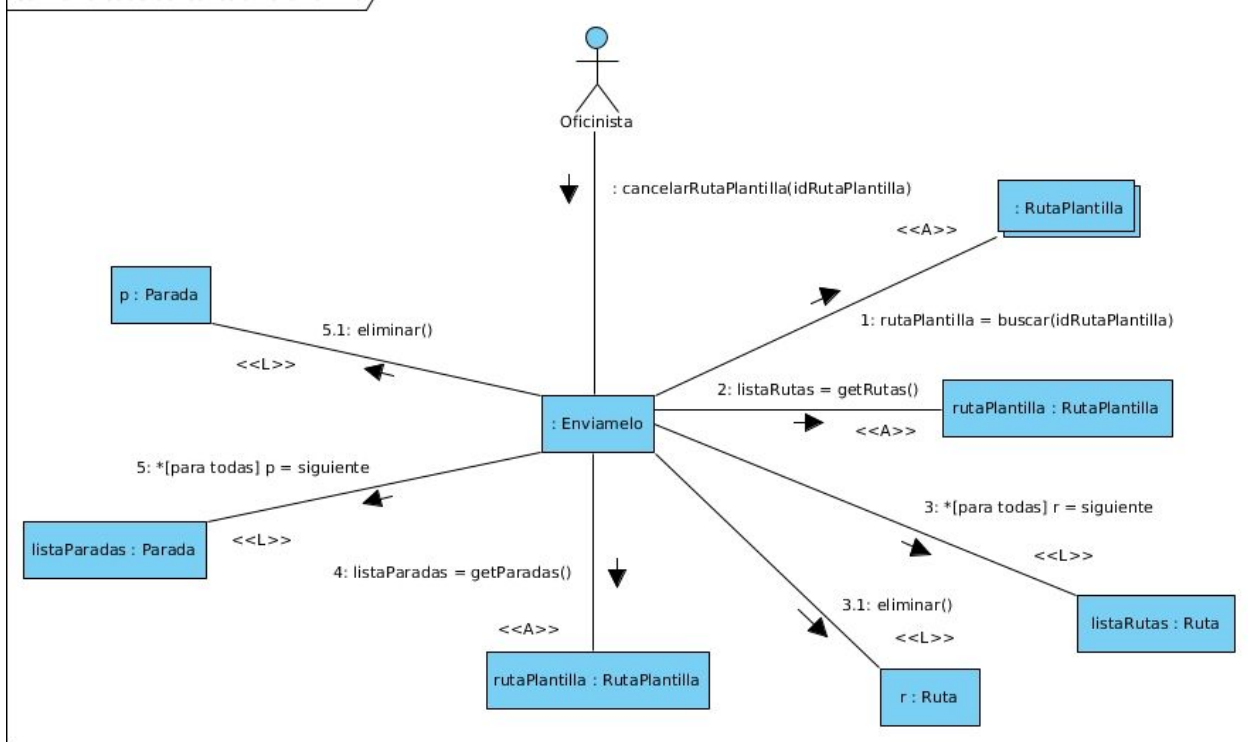 Oficinista
: cancelarRutaPlantilla(idRutaPlantilla)
: RutaPlantilla
<<A>>
1: rutaPlantilla = buscar(idRutaPlantilla)
p : Parada
5.1: eliminar()
<<L>>
2: listaRutas = getRutas()
rutaPlantilla : RutaPlantilla
<<A>>
: Enviamelo
5: *[para todas] p = siguiente
3: *[para todas] r = siguiente
listaParadas : Parada
<<L>>
<<L>>
4: listaParadas = getParadas()
3.1: eliminar()
listaRutas : Ruta
<<A>>
<<L>>
rutaPlantilla : RutaPlantilla
r : Ruta